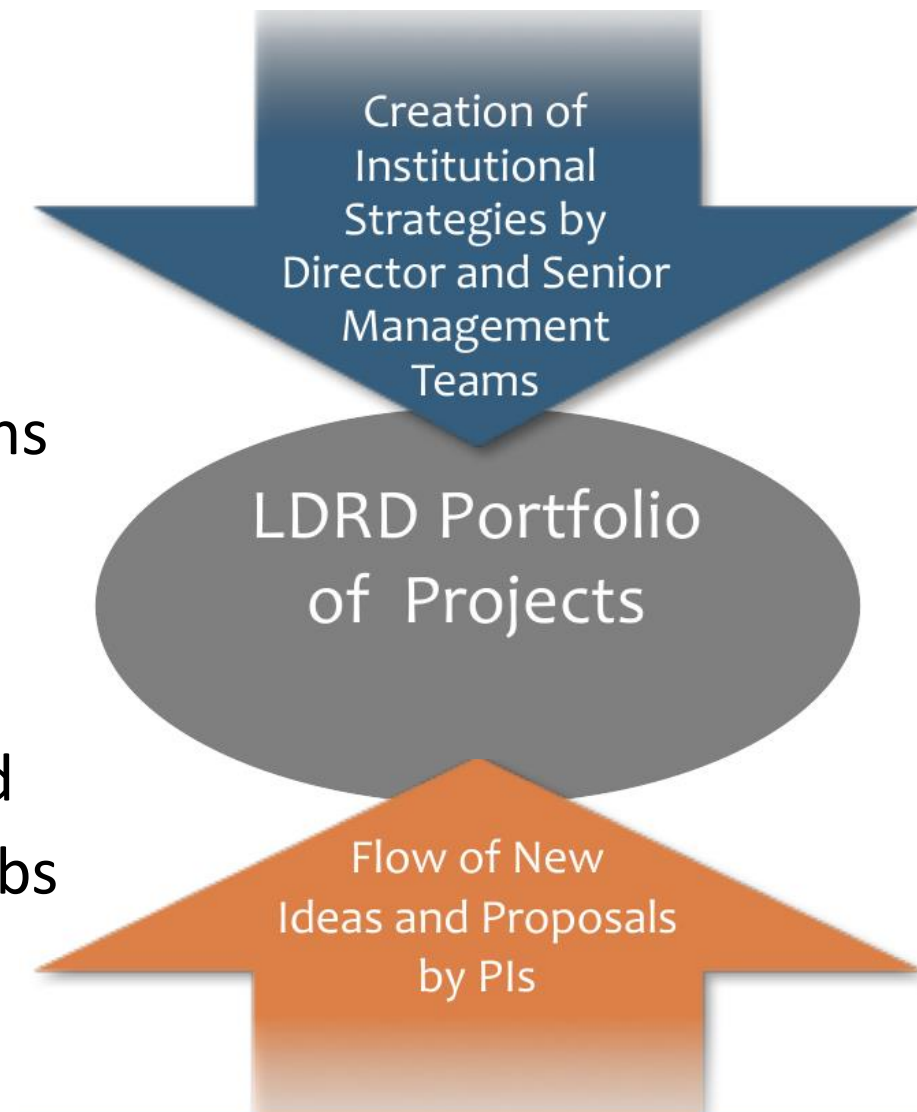 Creation of
Institutional
Strategies by
Director and Senior
Management
Teams
LDRD Portfolio
of Projects
Flow of New
Ideas and Proposals
by PIs